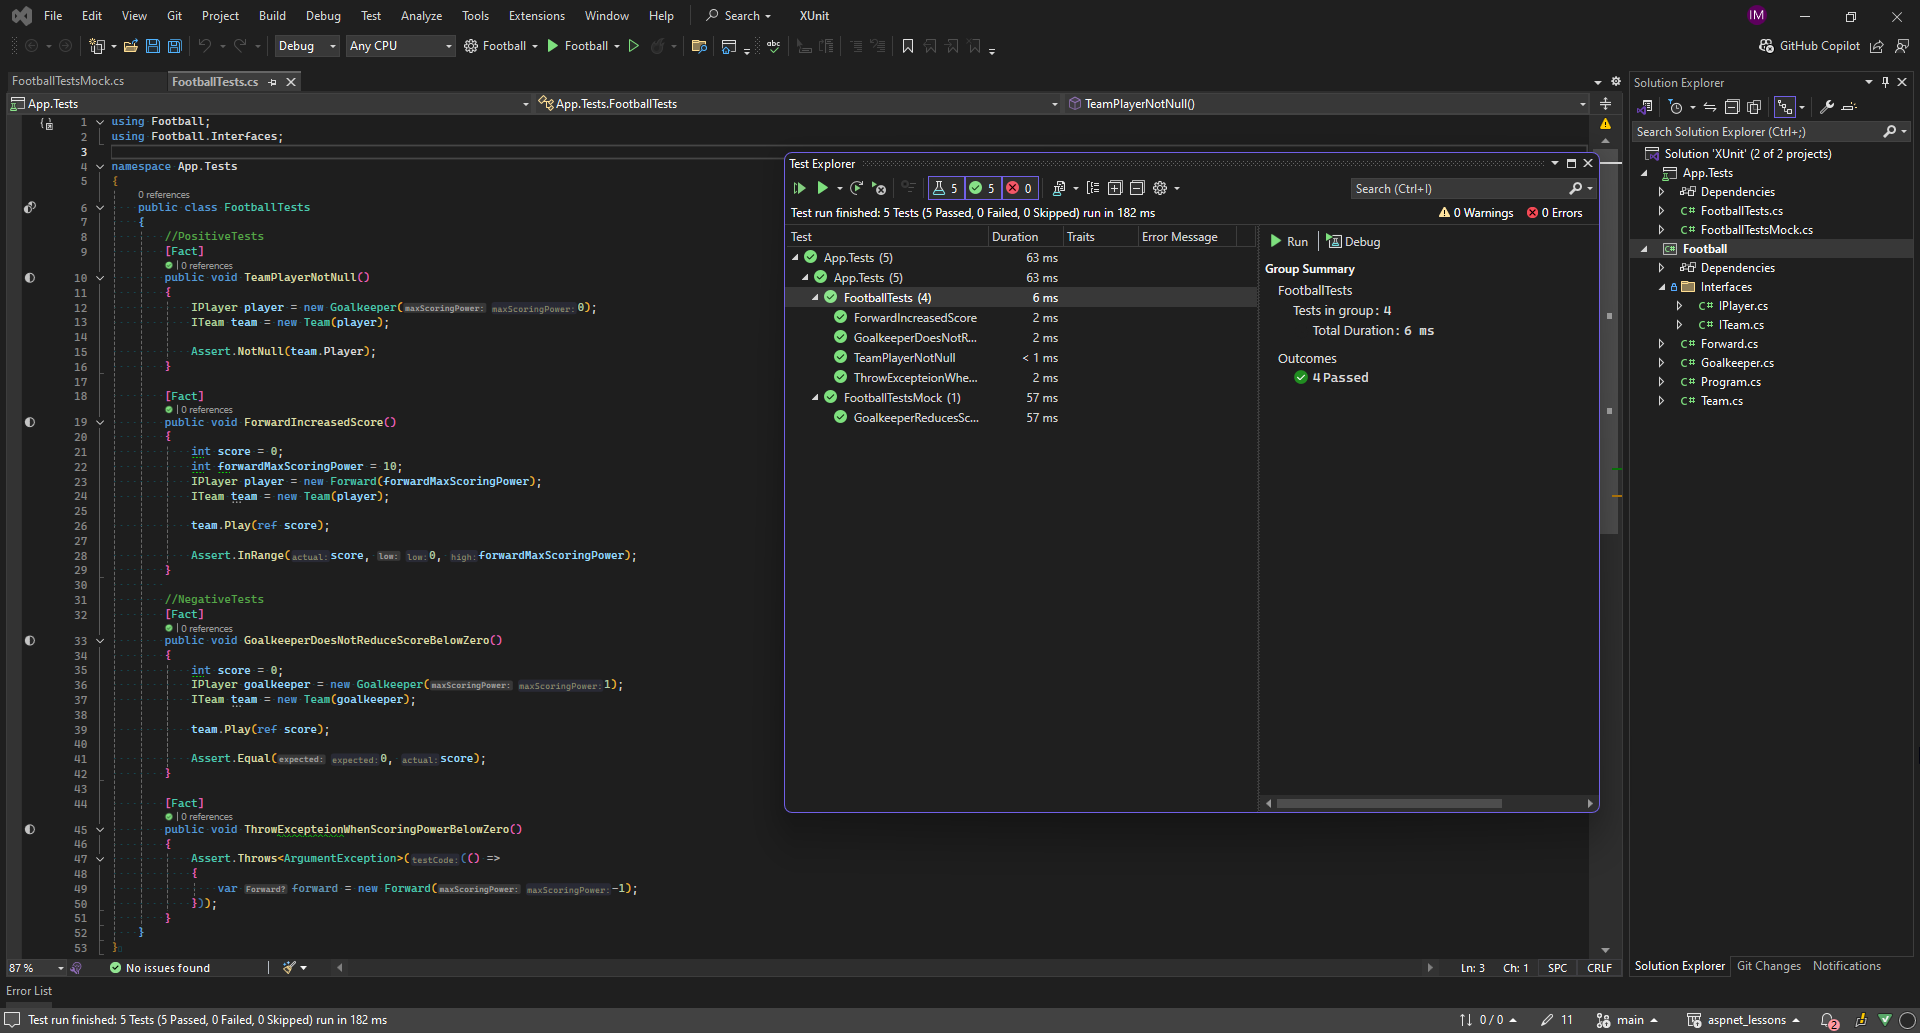 File Edit View Git Project Build Debug Test Analyze Tools Extensions Window Help Search XUnit IM
Debug Any CPU Football Football GitHub Copilot
FootballTestsMock.cs FootballTests.cs
App.Tests App.Tests.FootballTests TeamPlayerNotNull()
1 using Football;
2 using Football.Interfaces;
3
4 namespace App.Tests
5 {
0 references
6 public class FootballTests
7 {
8 //PositiveTests
9 [Fact]
| 0 references
10 public void TeamPlayerNotNull()
11 {
12 IPlayer player = new Goalkeeper(maxScoringPower: maxScoringPower:0);
13 ITeam team = new Team(player);
14
15 Assert.NotNull(team.Player);
16 }
17
18 [Fact]
| 0 references
19 public void ForwardIncreasedScore()
20 {
21 int score = 0;
22 int forwardMaxScoringPower = 10;
23 IPlayer player = new Forward(forwardMaxScoringPower);
24 ITeam team = new Team(player);
25
26 team.Play(ref score);
27
28 Assert.InRange(actual:score, low: low:0, high:forwardMaxScoringPower);
29 }
30
31 //NegativeTests
32 [Fact]
| 0 references
33 public void GoalkeeperDoesNotReduceScoreBelowZero()
34 {
35 int score = 0;
36 IPlayer goalkeeper = new Goalkeeper(maxScoringPower: maxScoringPower:1);
37 ITeam team = new Team(goalkeeper);
38
39 team.Play(ref score);
40
41 Assert.Equal(expected: expected:0, actual:score);
42 }
43
44 [Fact]
| 0 references
45 public void ThrowExcepteionWhenScoringPowerBelowZero()
46 {
47 Assert.Throws<ArgumentException>(testCode:(() =>
48 {
49 var Forward? forward = new Forward(maxScoringPower: maxScoringPower:-1);
50 }));
51 }
52 }
53 }
87 % No issues found Ln: 3 Ch: 1 SPC CRLF
Error List
Test Explorer
5 5 0 Search (Ctrl+I)
Test run finished: 5 Tests (5 Passed, 0 Failed, 0 Skipped) run in 182 ms 0 Warnings 0 Errors
Test Duration Traits Error Message
App.Tests (5) 63 ms
App.Tests (5) 63 ms
FootballTests (4) 6 ms
ForwardIncreasedScore 2 ms
GoalkeeperDoesNotR... 2 ms
TeamPlayerNotNull < 1 ms
ThrowExcepteionWhe... 2 ms
FootballTestsMock (1) 57 ms
GoalkeeperReducesSc... 57 ms
Run Debug
Group Summary
FootballTests
Tests in group: 4
Total Duration: 6 ms
Outcomes
4 Passed
Solution Explorer
Search Solution Explorer (Ctrl+;)
Solution 'XUnit' (2 of 2 projects)
App.Tests
Dependencies
C# FootballTests.cs
C# FootballTestsMock.cs
C# Football
Dependencies
Interfaces
C# IPlayer.cs
C# ITeam.cs
C# Forward.cs
C# Goalkeeper.cs
C# Program.cs
C# Team.cs
Solution Explorer Git Changes Notifications
Test run finished: 5 Tests (5 Passed, 0 Failed, 0 Skipped) run in 182 ms 0 / 0 11 main aspnet_lessons 2